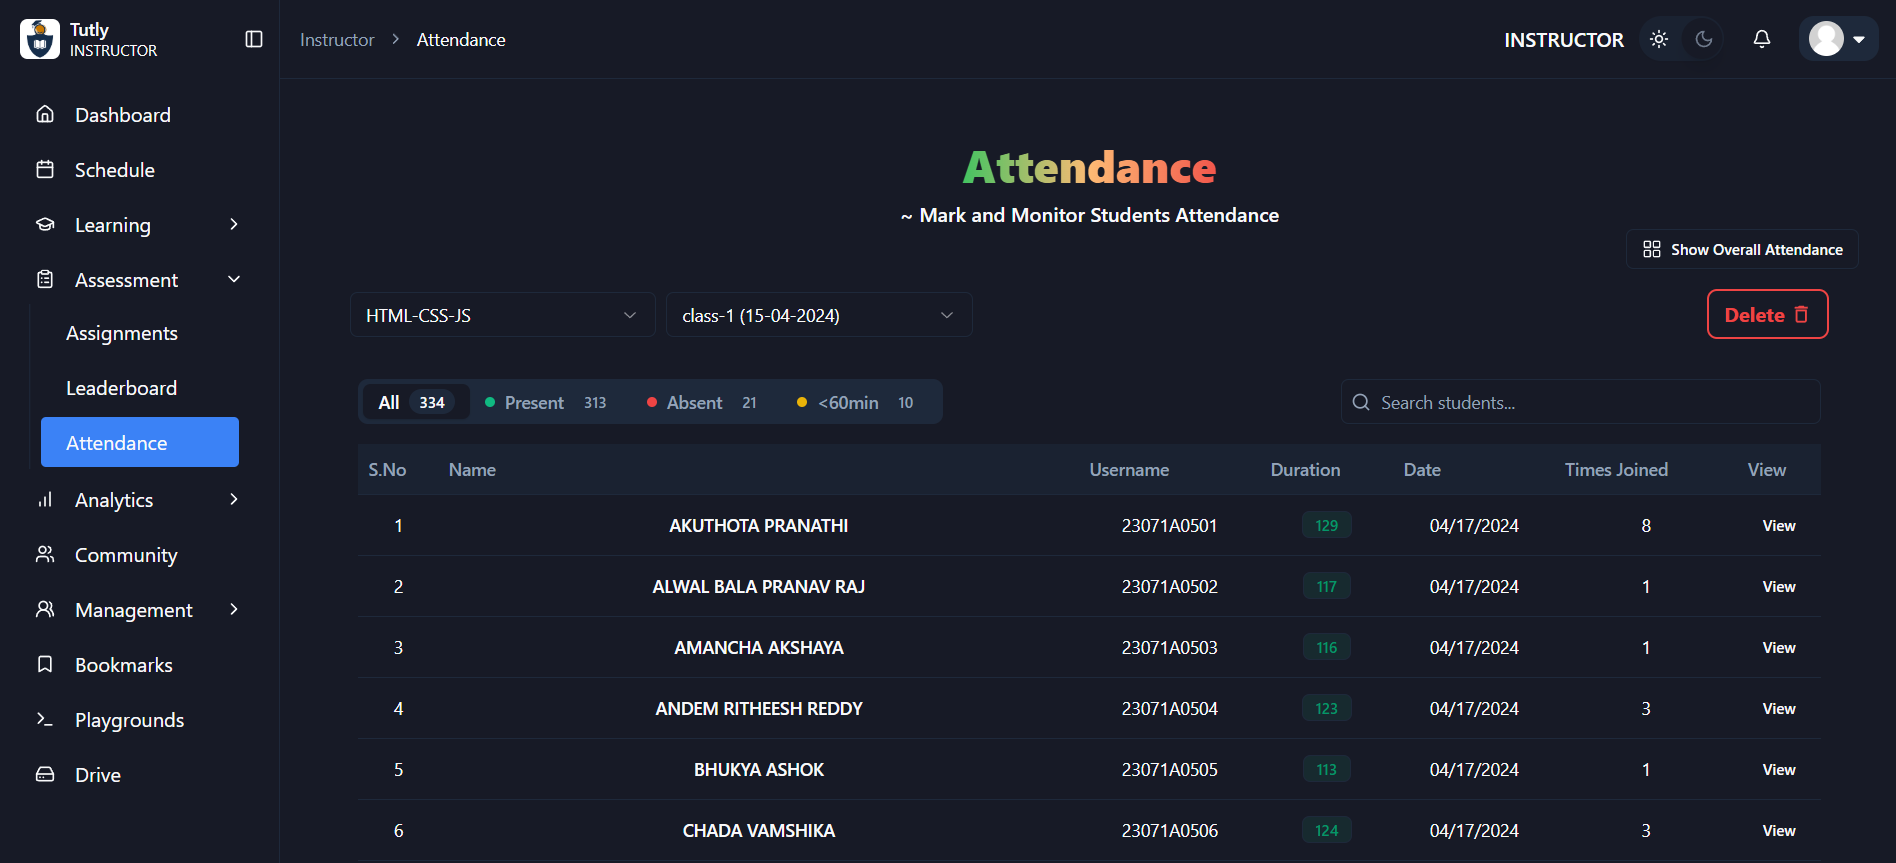 Tutly
INSTRUCTOR
Instructor > Attendance
INSTRUCTOR
Dashboard
Schedule
Learning
Assessment
Assignments
Leaderboard
Attendance
Analytics
Community
Management
Bookmarks
Playgrounds
Drive
Attendance
~ Mark and Monitor Students Attendance
Show Overall Attendance
HTML-CSS-JS class-1 (15-04-2024) Delete
All 334 Present 313 Absent 21 <60min 10 Search students...
S.No Name Username Duration Date Times Joined View
1 AKUTHOTA PRANATHI 23071A0501 129 04/17/2024 8 View
2 ALWAL BALA PRANAV RAJ 23071A0502 117 04/17/2024 1 View
3 AMANCHA AKSHAYA 23071A0503 116 04/17/2024 1 View
4 ANDEM RITHEESH REDDY 23071A0504 123 04/17/2024 3 View
5 BHUKYA ASHOK 23071A0505 113 04/17/2024 1 View
6 CHADA VAMSHIKA 23071A0506 124 04/17/2024 3 View